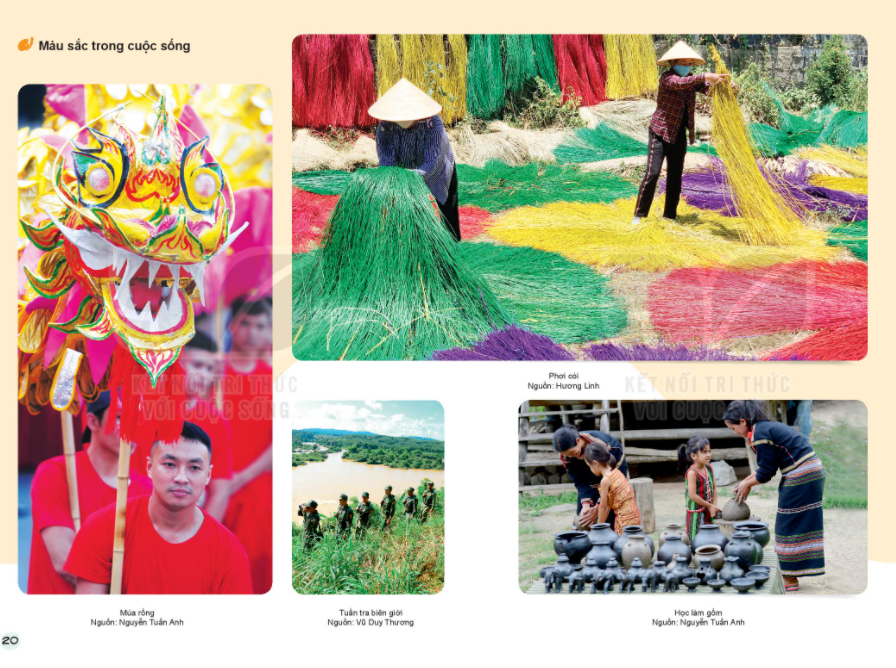 Màu sắc trong cuộc sống
Phơi cói
Nguồn: Hương Linh
KẾT NỐI TRI THỨC
VỚI CUỘC SỐNG
KẾT NỐI TRI THỨC
VỚI CUỘC SỐNG
Múa rồng
Nguồn: Nguyễn Tuấn Anh
Tuần tra biên giới
Nguồn: Vũ Duy Thương
Học làm gốm
Nguồn: Nguyễn Tuấn Anh
20